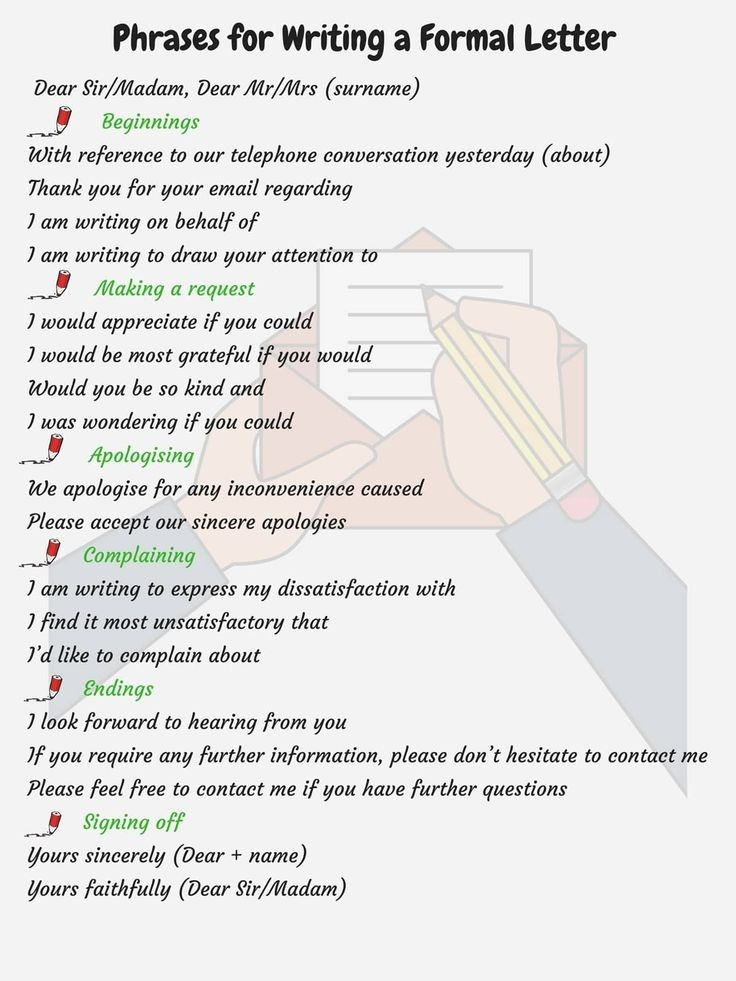 Phrases for Writing a Formal Letter
Dear Sir/Madam, Dear Mr/Mrs (surname)
Beginnings
With reference to our telephone conversation yesterday (about)
Thank you for your email regarding
I am writing on behalf of
I am writing to draw your attention to
Making a request
I would appreciate if you could
I would be most grateful if you would
Would you be so kind and
I was wondering if you could
Apologising
We apologise for any inconvenience caused
Please accept our sincere apologies
Complaining
I am writing to express my dissatisfaction with
I find it most unsatisfactory that
I'd like to complain about
Endings
I look forward to hearing from you
If you require any further information, please don't hesitate to contact me
Please feel free to contact me if you have further questions
Signing off
Yours sincerely (Dear + name)
Yours faithfully (Dear Sir/Madam)